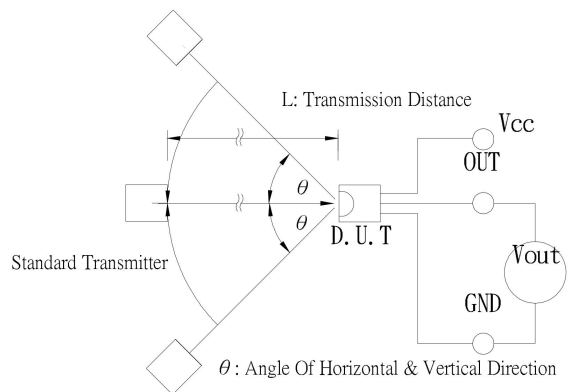 L: Transmission Distance
Vcc
OUT
θ
θ
D.U.T
Standard Transmitter
Vout
GND
θ: Angle Of Horizontal & Vertical Direction